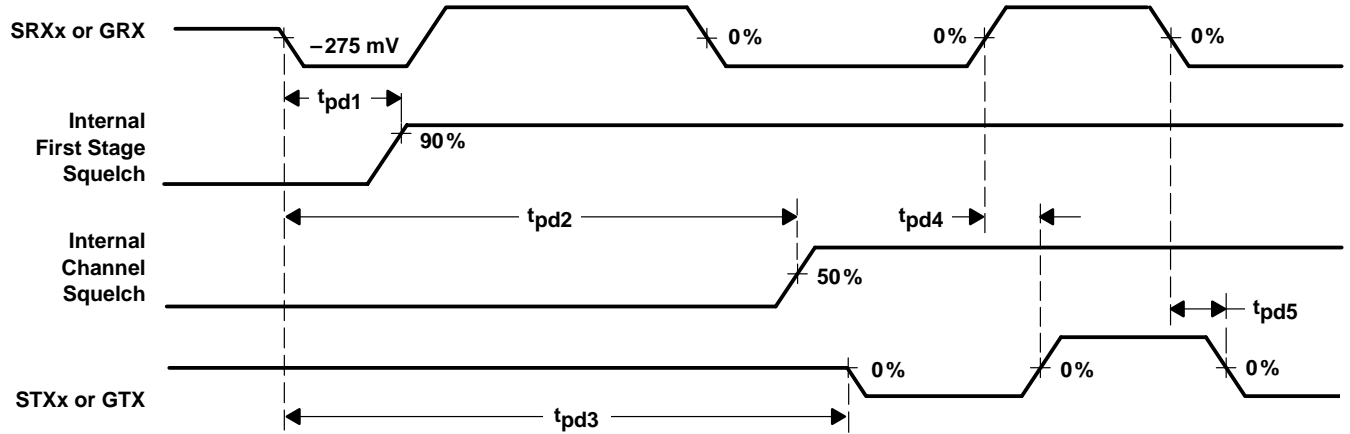 SRXx or GRX
−275 mV
0%
0%
0%
tpd1
Internal
First Stage
Squelch
90%
tpd2
tpd4
Internal
Channel
Squelch
50%
tpd5
STXx or GTX
0%
0%
0%
tpd3